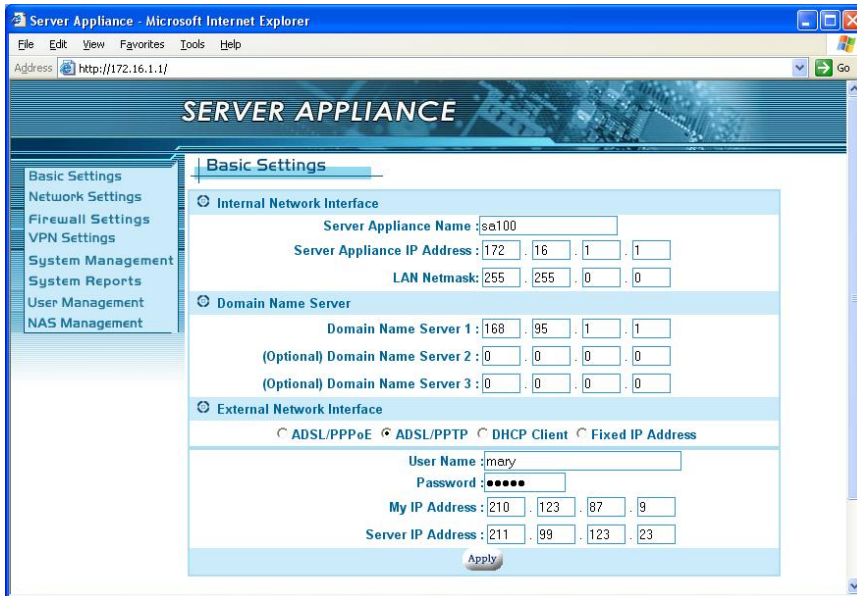 Server Appliance - Microsoft Internet Explorer
File Edit View Favorites Tools Help
Address http://172.16.1.1/ Go
SERVER APPLIANCE
Basic Settings
Network Settings
Firewall Settings
VPN Settings
System Management
System Reports
User Management
NAS Management
Basic Settings
Internal Network Interface
Server Appliance Name : sa100
Server Appliance IP Address : 172 . 16 . 1 . 1
LAN Netmask: 255 . 255 . 0 . 0
Domain Name Server
Domain Name Server 1 : 168 . 95 . 1 . 1
(Optional) Domain Name Server 2 : 0 . 0 . 0 . 0
(Optional) Domain Name Server 3 : 0 . 0 . 0 . 0
External Network Interface
ADSL/PPPoE ADSL/PPTP DHCP Client Fixed IP Address
User Name : mary
Password : ●●●●●
My IP Address : 210 . 123 . 87 . 9
Server IP Address : 211 . 99 . 123 . 23
Apply